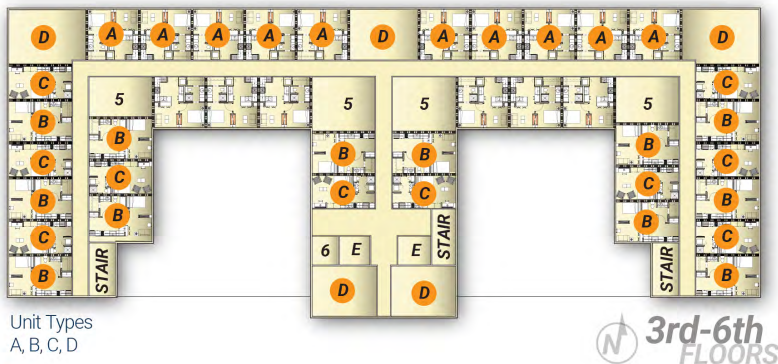 D A A A A A D A A A A A D
C C
5 5 5 5
B B
B B B B
C C
C C C C
B B
B B
C C
6 E E STAIR
STAIR STAIR
B B
D D
Unit Types
A, B, C, D
N
3rd-6th
FLOORS